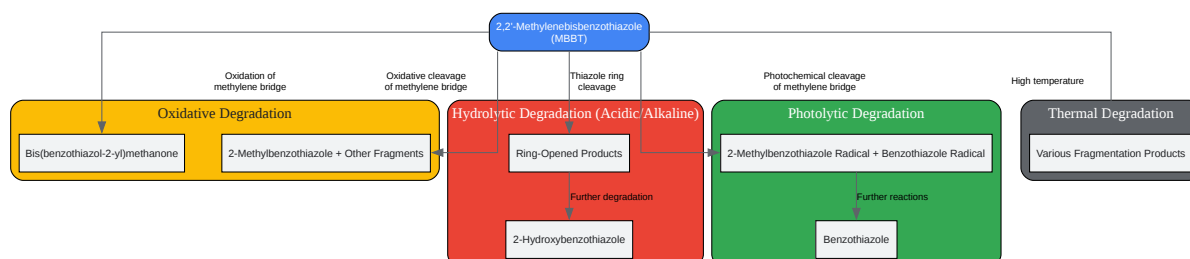 2,2'-Methylenebisbenzothiazole
(MBBT)
Oxidation of
methylene bridge
Oxidative cleavage
of methylene bridge
Thiazole ring
cleavage
Photochemical cleavage
of methylene bridge
High temperature
Oxidative Degradation
Hydrolytic Degradation (Acidic/Alkaline)
Photolytic Degradation
Thermal Degradation
Bis(benzothiazol-2-yl)methanone
2-Methylbenzothiazole + Other Fragments
Ring-Opened Products
2-Methylbenzothiazole Radical + Benzothiazole Radical
Various Fragmentation Products
Further degradation
Further reactions
2-Hydroxybenzothiazole
Benzothiazole